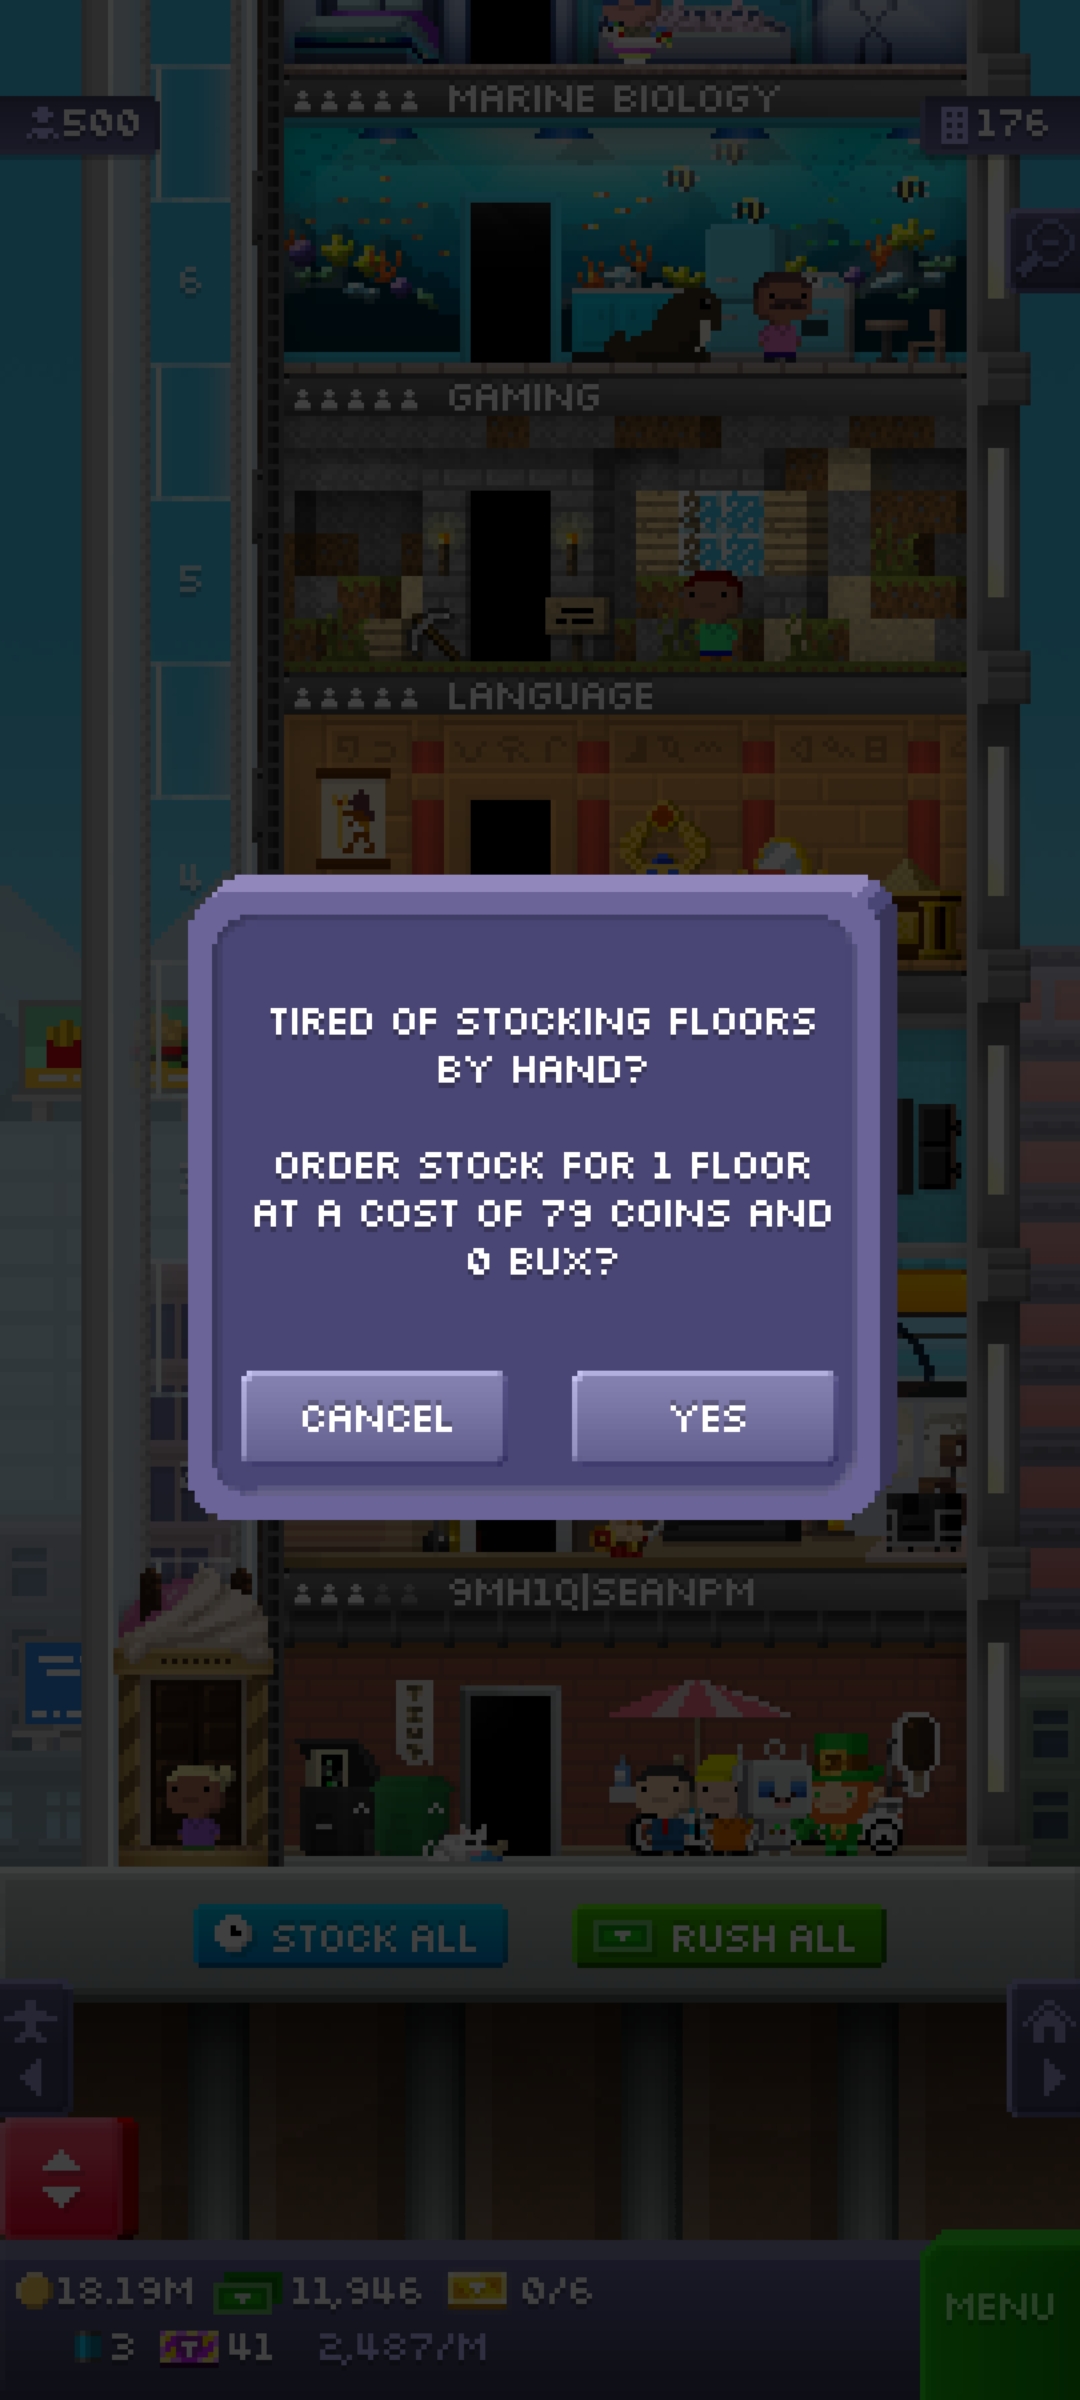 MARINE BIOLOGY
500
176
6
GAMING
5
LANGUAGE
4
TIRED OF STOCKING FLOORS
BY HAND?
ORDER STOCK FOR 1 FLOOR
AT A COST OF 79 COINS AND
0 BUX?
CANCEL
YES
9MH1Q|SEANPM
TINY
STOCK ALL
RUSH ALL
18.19M
11,946
0/6
MENU
3
T
41
2,487/M